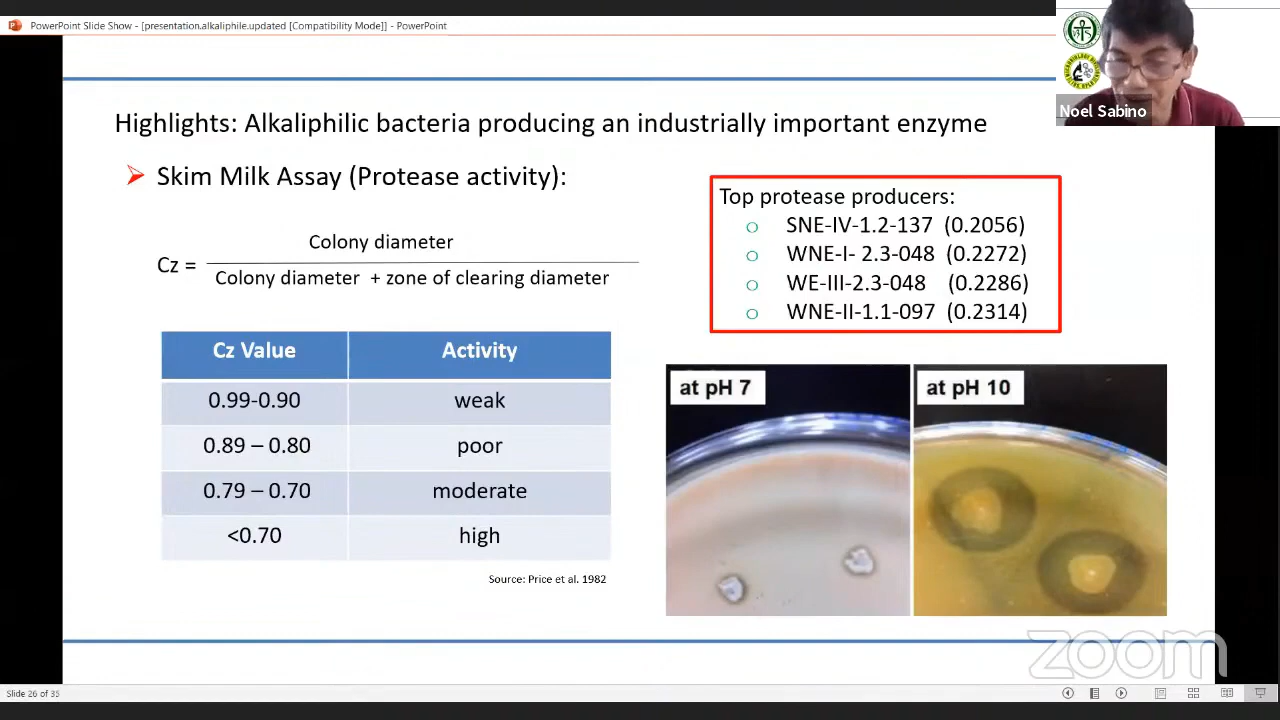 PowerPoint Slide Show - [presentation.alkaliphile.updated [Compatibility Mode]] - PowerPoint
Noel Sabino
Highlights: Alkaliphilic bacteria producing an industrially important enzyme
Skim Milk Assay (Protease activity):
Cz =
Colony diameter
Colony diameter + zone of clearing diameter
Top protease producers:
o SNE-IV-1.2-137 (0.2056)
o WNE-I- 2.3-048 (0.2272)
o WE-III-2.3-048 (0.2286)
o WNE-II-1.1-097 (0.2314)
Cz Value Activity
0.99-0.90 weak
0.89 – 0.80 poor
0.79 – 0.70 moderate
<0.70 high
Source: Price et al. 1982
at pH 7
at pH 10
zoom
Slide 26 of 35